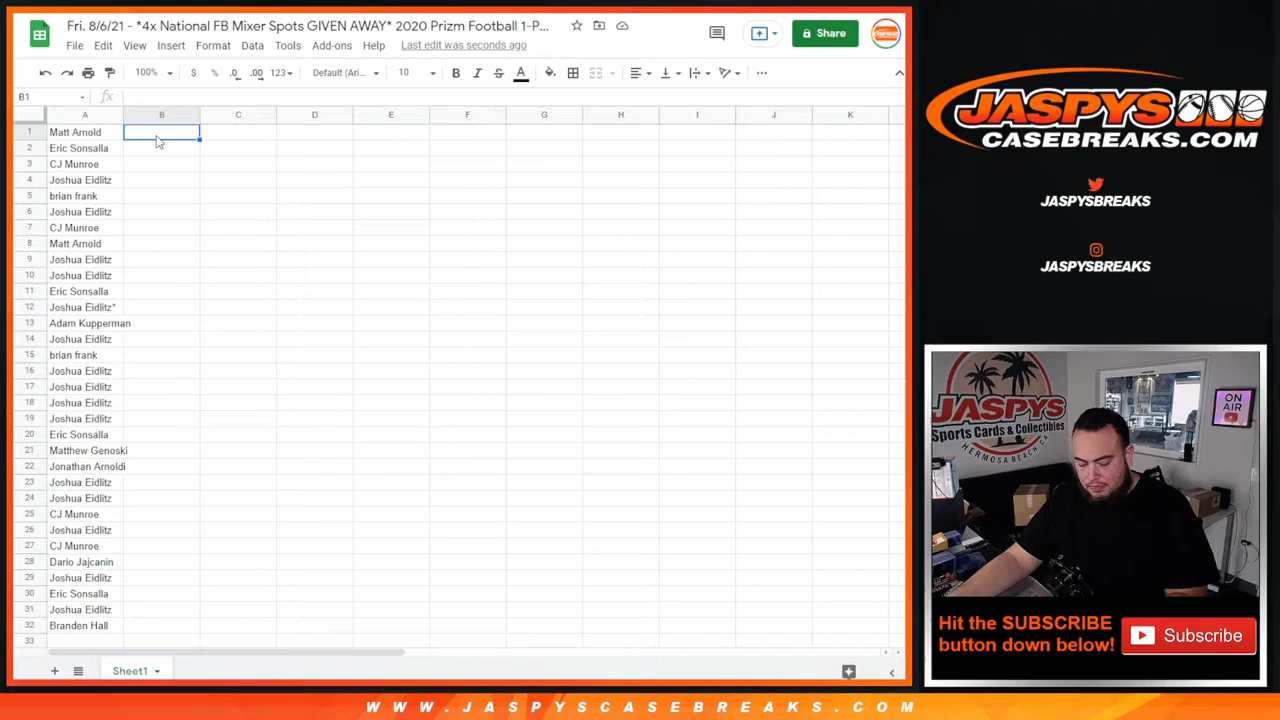 Fri. 8/6/21 - *4x National FB Mixer Spots GIVEN AWAY* 2020 Prizm Football 1-P...
File Edit View Insert Format Data Tools Add-ons Help Last edit was seconds ago
Share
100% $ % .0 .00 123 Default (Ari... 10 B I S A
B1 fx
A B C D E F G H I J K
1 Matt Arnold
2 Eric Sonsalla
3 CJ Munroe
4 Joshua Eidlitz
5 brian frank
6 Joshua Eidlitz
7 CJ Munroe
8 Matt Arnold
9 Joshua Eidlitz
10 Joshua Eidlitz
11 Eric Sonsalla
12 Joshua Eidlitz*
13 Adam Kupperman
14 Joshua Eidlitz
15 brian frank
16 Joshua Eidlitz
17 Joshua Eidlitz
18 Joshua Eidlitz
19 Joshua Eidlitz
20 Eric Sonsalla
21 Matthew Genoski
22 Jonathan Arnoldi
23 Joshua Eidlitz
24 Joshua Eidlitz
25 CJ Munroe
26 Joshua Eidlitz
27 CJ Munroe
28 Dario Jajcanin
29 Joshua Eidlitz
30 Eric Sonsalla
31 Joshua Eidlitz
32 Branden Hall
33
Sheet1
JASPYS
CASEBREAKS.COM
JASPYSBREAKS
JASPYSBREAKS
JASPYS
Sports Cards & Collectibles
HERMOSA BEACH CA
ON
AIR
Hit the SUBSCRIBE
button down below!
Subscribe
WWW.JASPYSCASEBREAKS.COM